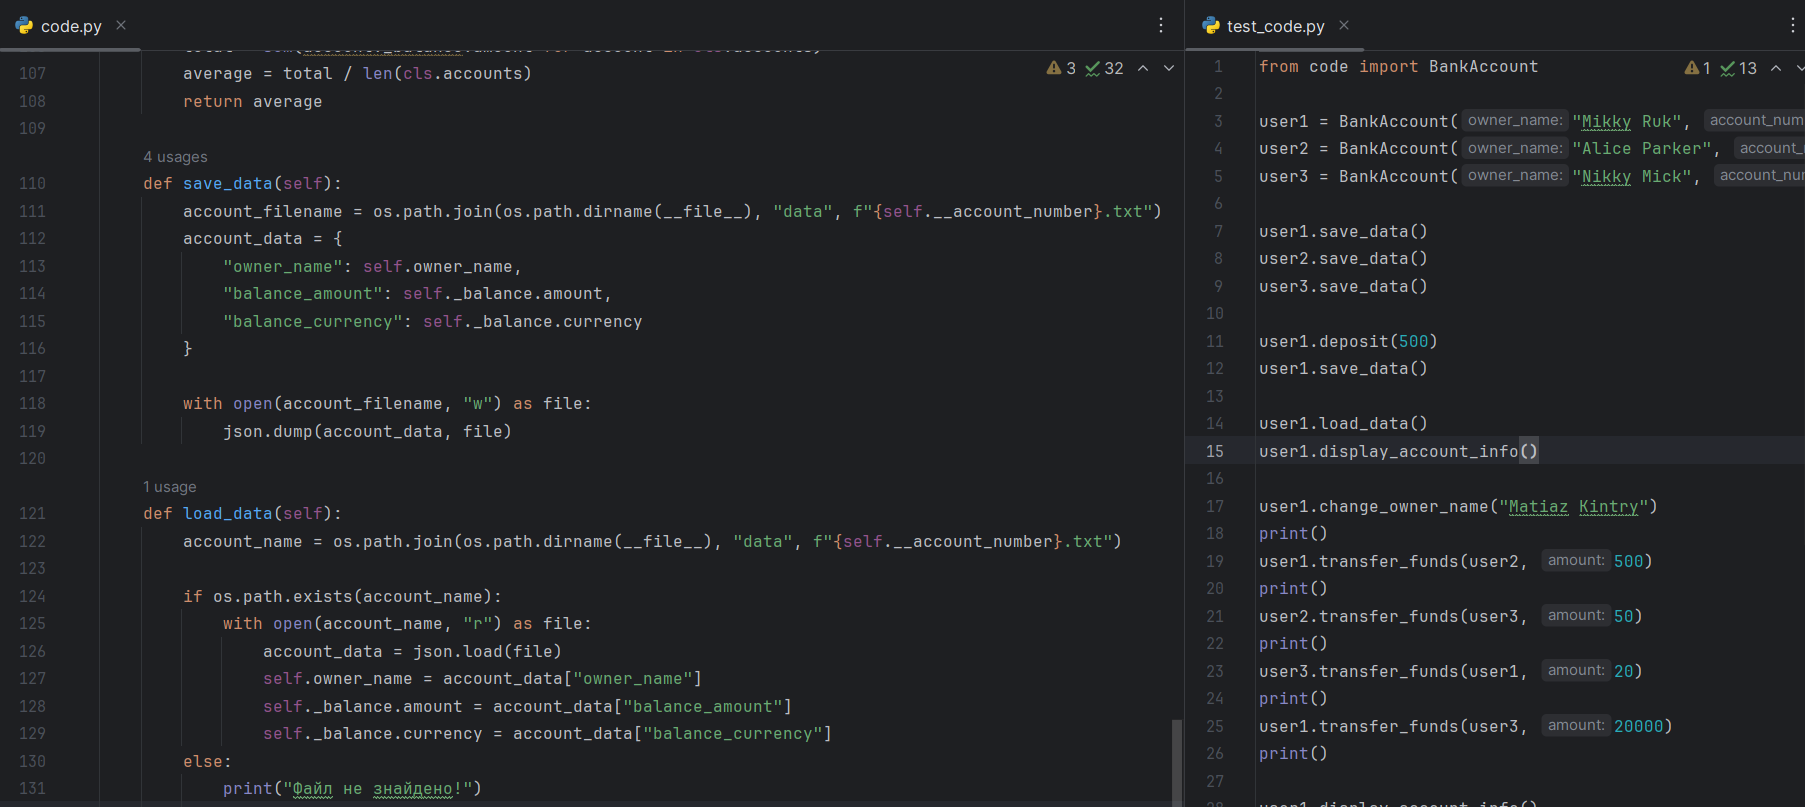 code.py
107 average = total / len(cls.accounts)
108 return average
109
4 usages
110 def save_data(self):
111 account_filename = os.path.join(os.path.dirname(__file__), "data", f"{self.__account_number}.txt")
112 account_data = {
113 "owner_name": self.owner_name,
114 "balance_amount": self._balance.amount,
115 "balance_currency": self._balance.currency
116 }
117
118 with open(account_filename, "w") as file:
119 json.dump(account_data, file)
120
1 usage
121 def load_data(self):
122 account_name = os.path.join(os.path.dirname(__file__), "data", f"{self.__account_number}.txt")
123
124 if os.path.exists(account_name):
125 with open(account_name, "r") as file:
126 account_data = json.load(file)
127 self.owner_name = account_data["owner_name"]
128 self._balance.amount = account_data["balance_amount"]
129 self._balance.currency = account_data["balance_currency"]
130 else:
131 print("Файл не знайдено!")
3 32
test_code.py
1 from code import BankAccount
1 13
2
3 user1 = BankAccount( owner_name: "Mikky Ruk", account_num
4 user2 = BankAccount( owner_name: "Alice Parker", account_
5 user3 = BankAccount( owner_name: "Nikky Mick", account_nu
6
7 user1.save_data()
8 user2.save_data()
9 user3.save_data()
10
11 user1.deposit(500)
12 user1.save_data()
13
14 user1.load_data()
15 user1.display_account_info()
16
17 user1.change_owner_name("Matiaz Kintry")
18 print()
19 user1.transfer_funds(user2, amount: 500)
20 print()
21 user2.transfer_funds(user3, amount: 50)
22 print()
23 user3.transfer_funds(user1, amount: 20)
24 print()
25 user1.transfer_funds(user3, amount: 20000)
26 print()
27